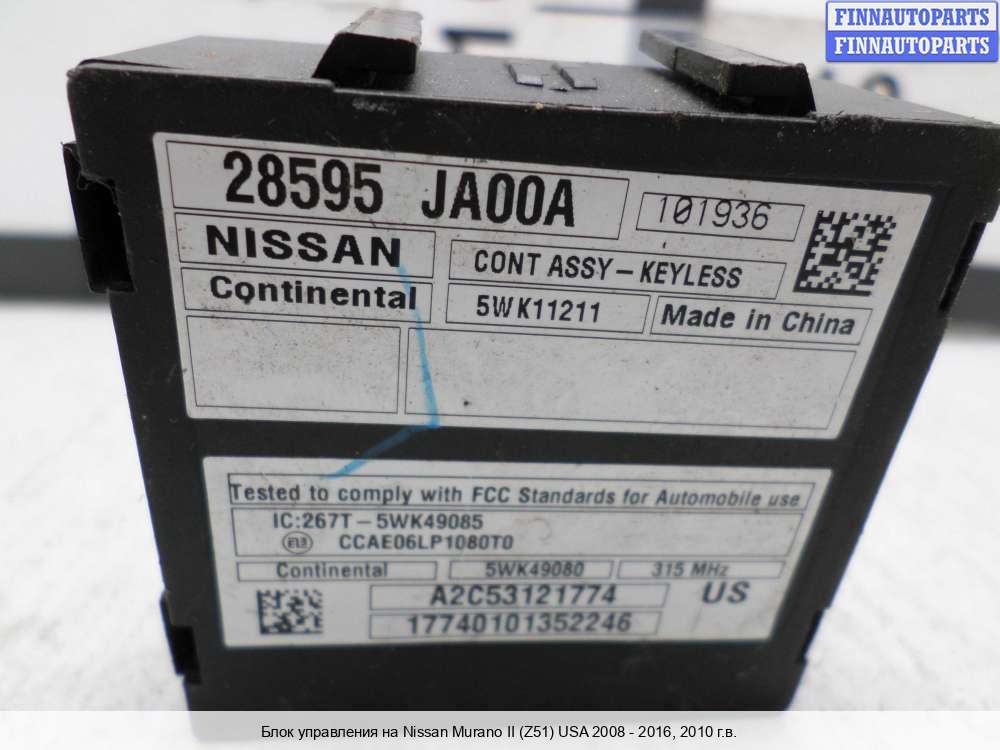 FINNAUTOPARTS
FINNAUTOPARTS
28595 JA00A
101936
NISSAN
CONT ASSY-KEYLESS
Continental
5WK11211
Made in China
Tested to comply with FCC Standards for Automobile use
IC:267T-5WK49085
CCAE06LP1080T0
Continental
5WK49080
315 MHz
US
A2C53121774
17740101352246
Блок управления на Nissan Murano II (Z51) USA 2008 - 2016, 2010 г.в.